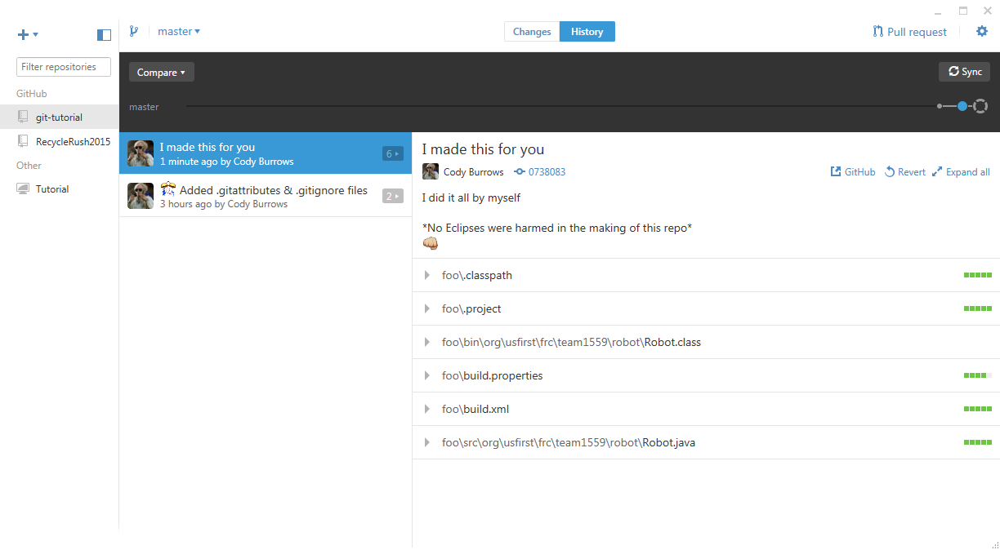 master
Changes
History
Pull request
Filter repositories
GitHub
git-tutorial
RecycleRush2015
Other
Tutorial
Compare
Sync
master
I made this for you
1 minute ago by Cody Burrows
6
Added .gitattributes & .gitignore files
3 hours ago by Cody Burrows
2
I made this for you
Cody Burrows 0738083
GitHub Revert Expand all
I did it all by myself
*No Eclipses were harmed in the making of this repo*
foo\.classpath
foo\.project
foo\bin\org\usfirst\frc\team1559\robot\Robot.class
foo\build.properties
foo\build.xml
foo\src\org\usfirst\frc\team1559\robot\Robot.java